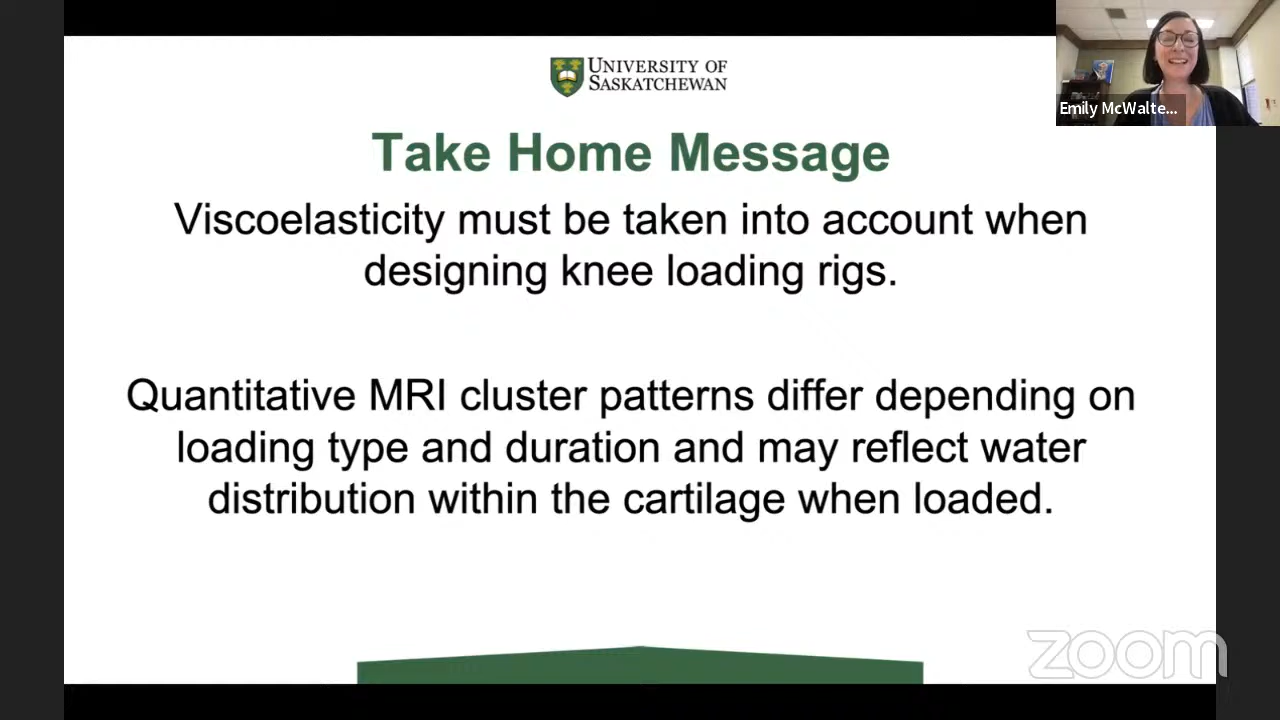 UNIVERSITY OF
SASKATCHEWAN
Emily McWalte...
Take Home Message
Viscoelasticity must be taken into account when
designing knee loading rigs.
Quantitative MRI cluster patterns differ depending on
loading type and duration and may reflect water
distribution within the cartilage when loaded.
zoom